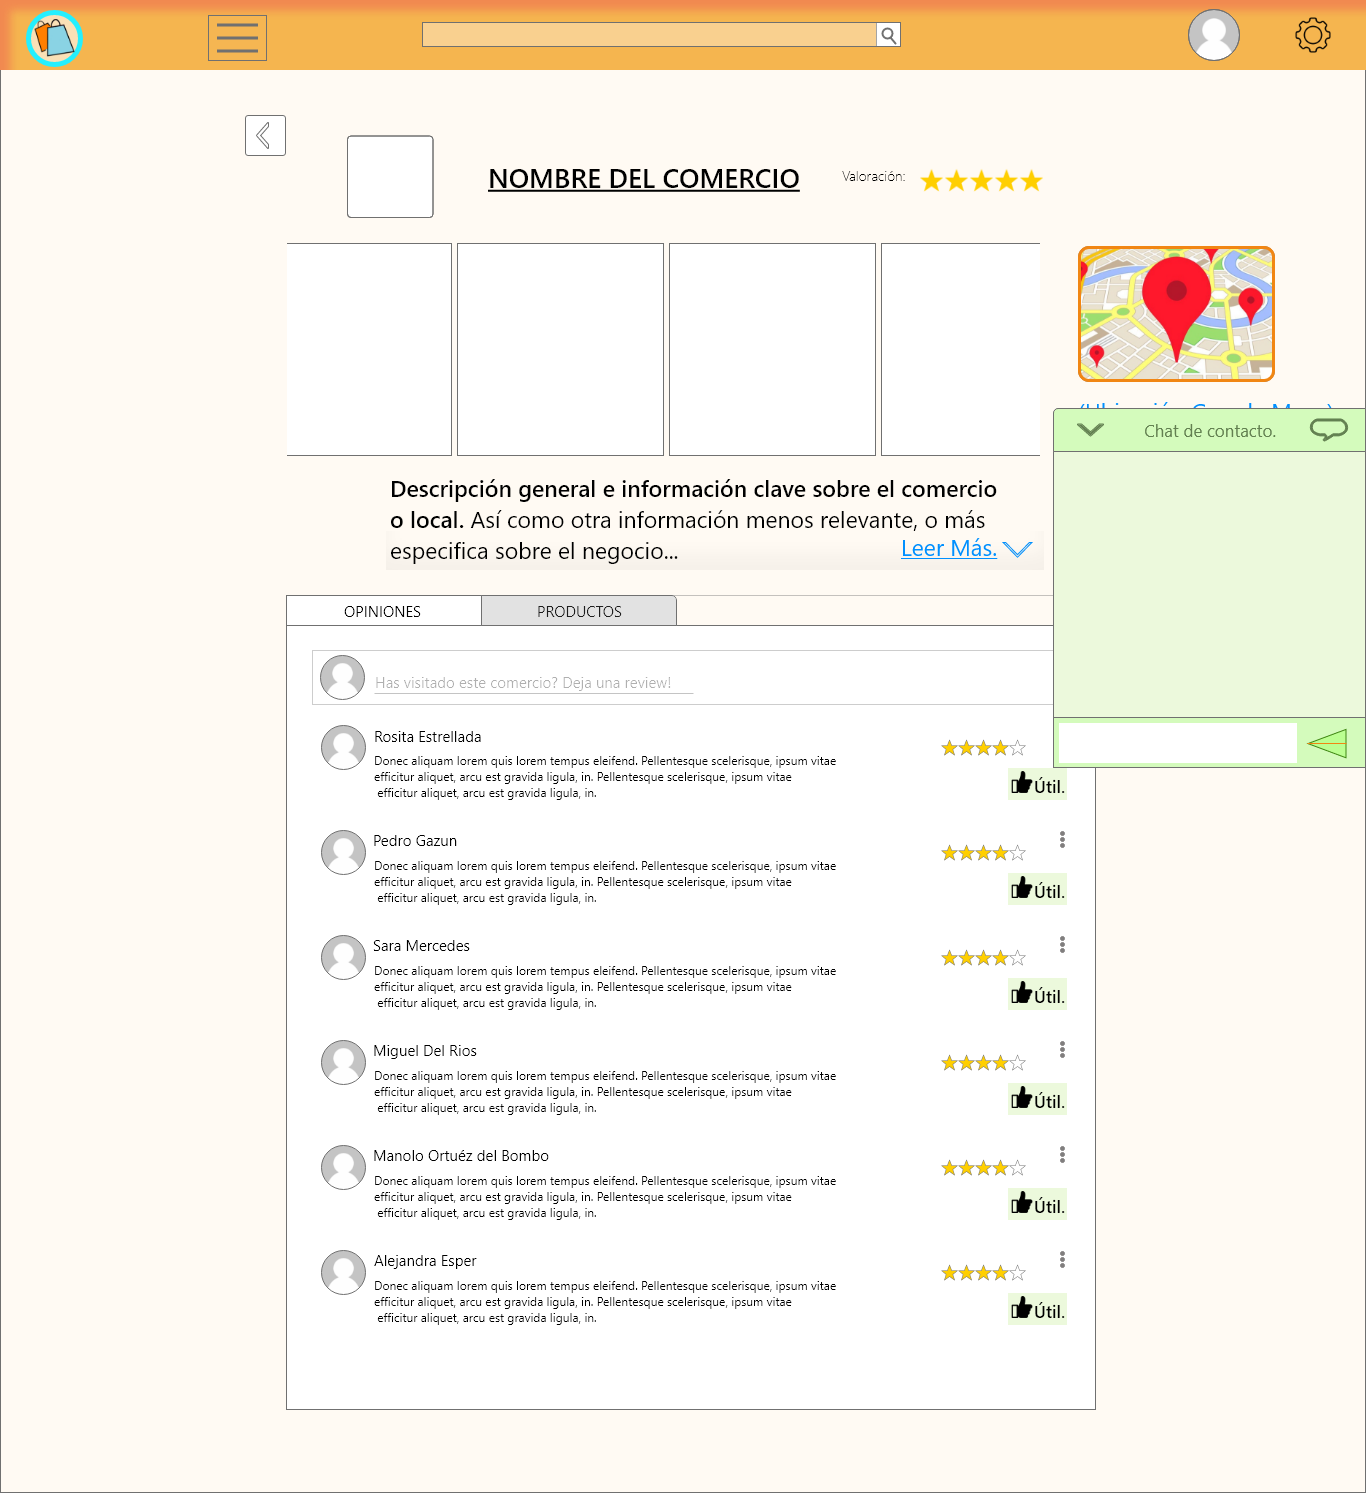 NOMBRE DEL COMERCIO
Valoración:
Chat de contacto.
Descripción general e información clave sobre el comercio
o local. Así como otra información menos relevante, o más
especifica sobre el negocio...
Leer Más.
OPINIONES
PRODUCTOS
Has visitado este comercio? Deja una review!
Rosita Estrellada
Donec aliquam lorem quis lorem tempus eleifend. Pellentesque scelerisque, ipsum vitae
efficitur aliquet, arcu est gravida ligula, in. Pellentesque scelerisque, ipsum vitae
efficitur aliquet, arcu est gravida ligula, in.
Útil.
Pedro Gazun
Donec aliquam lorem quis lorem tempus eleifend. Pellentesque scelerisque, ipsum vitae
efficitur aliquet, arcu est gravida ligula, in. Pellentesque scelerisque, ipsum vitae
efficitur aliquet, arcu est gravida ligula, in.
Útil.
Sara Mercedes
Donec aliquam lorem quis lorem tempus eleifend. Pellentesque scelerisque, ipsum vitae
efficitur aliquet, arcu est gravida ligula, in. Pellentesque scelerisque, ipsum vitae
efficitur aliquet, arcu est gravida ligula, in.
Útil.
Miguel Del Rios
Donec aliquam lorem quis lorem tempus eleifend. Pellentesque scelerisque, ipsum vitae
efficitur aliquet, arcu est gravida ligula, in. Pellentesque scelerisque, ipsum vitae
efficitur aliquet, arcu est gravida ligula, in.
Útil.
Manolo Ortuéz del Bombo
Donec aliquam lorem quis lorem tempus eleifend. Pellentesque scelerisque, ipsum vitae
efficitur aliquet, arcu est gravida ligula, in. Pellentesque scelerisque, ipsum vitae
efficitur aliquet, arcu est gravida ligula, in.
Útil.
Alejandra Esper
Donec aliquam lorem quis lorem tempus eleifend. Pellentesque scelerisque, ipsum vitae
efficitur aliquet, arcu est gravida ligula, in. Pellentesque scelerisque, ipsum vitae
efficitur aliquet, arcu est gravida ligula, in.
Útil.